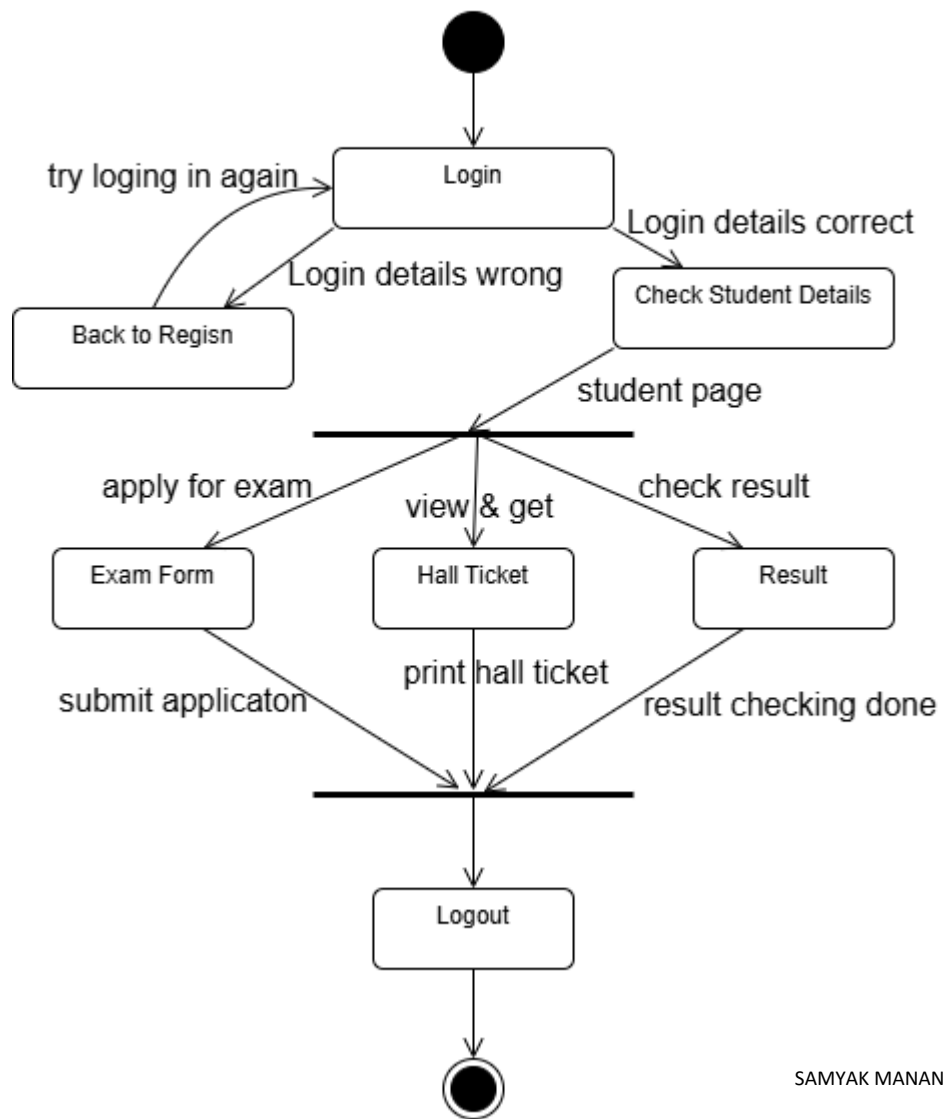 Login
try loging in again
Login details correct
Login details wrong
Check Student Details
Back to Regisn
student page
apply for exam
view & get
check result
Exam Form
Hall Ticket
Result
submit applicaton
print hall ticket
result checking done
Logout
SAMYAK MANAN